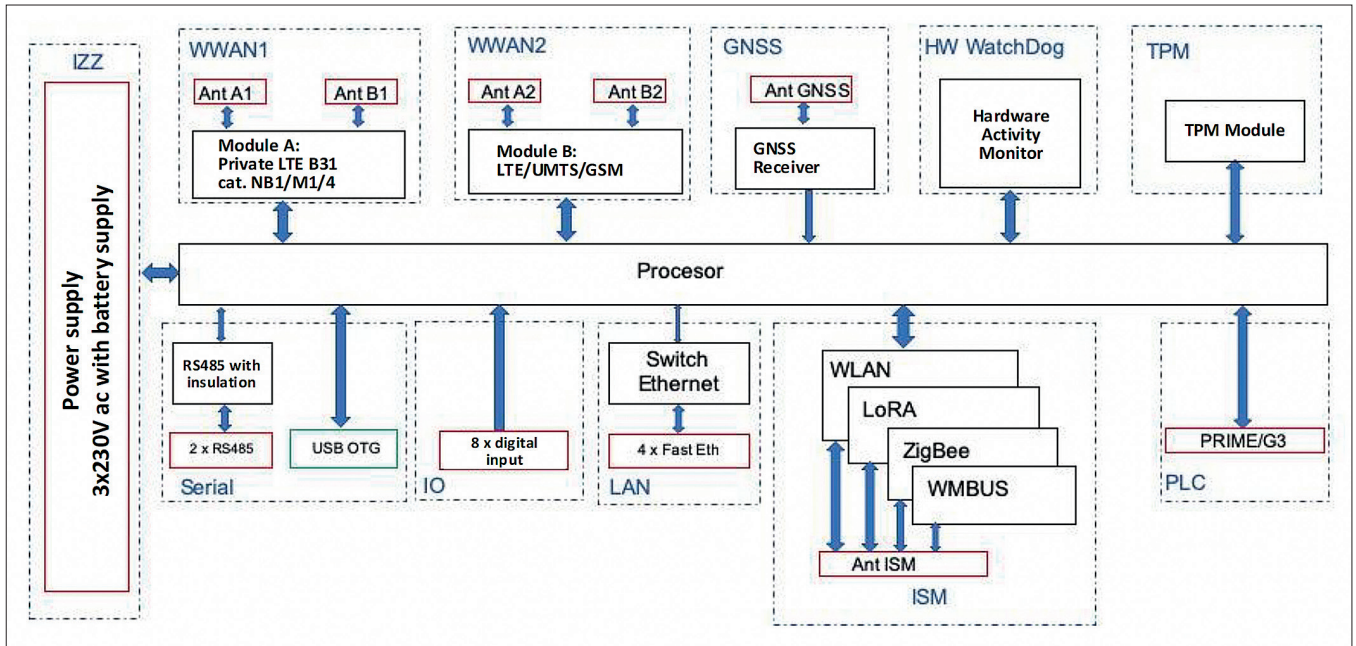 IZZ
Power supply
3x230V ac with battery supply
WWAN1
Ant A1
Ant B1
Module A:
Private LTE B31
cat. NB1/M1/4
WWAN2
Ant A2
Ant B2
Module B:
LTE/UMTS/GSM
GNSS
Ant GNSS
GNSS
Receiver
HW WatchDog
Hardware
Activity
Monitor
TPM
TPM Module
Procesor
RS485 with
insulation
2 x RS485
USB OTG
Serial
8 x digital
input
IO
Switch
Ethernet
4 x Fast Eth
LAN
WLAN
LoRA
ZigBee
WMBUS
Ant ISM
ISM
PRIME/G3
PLC